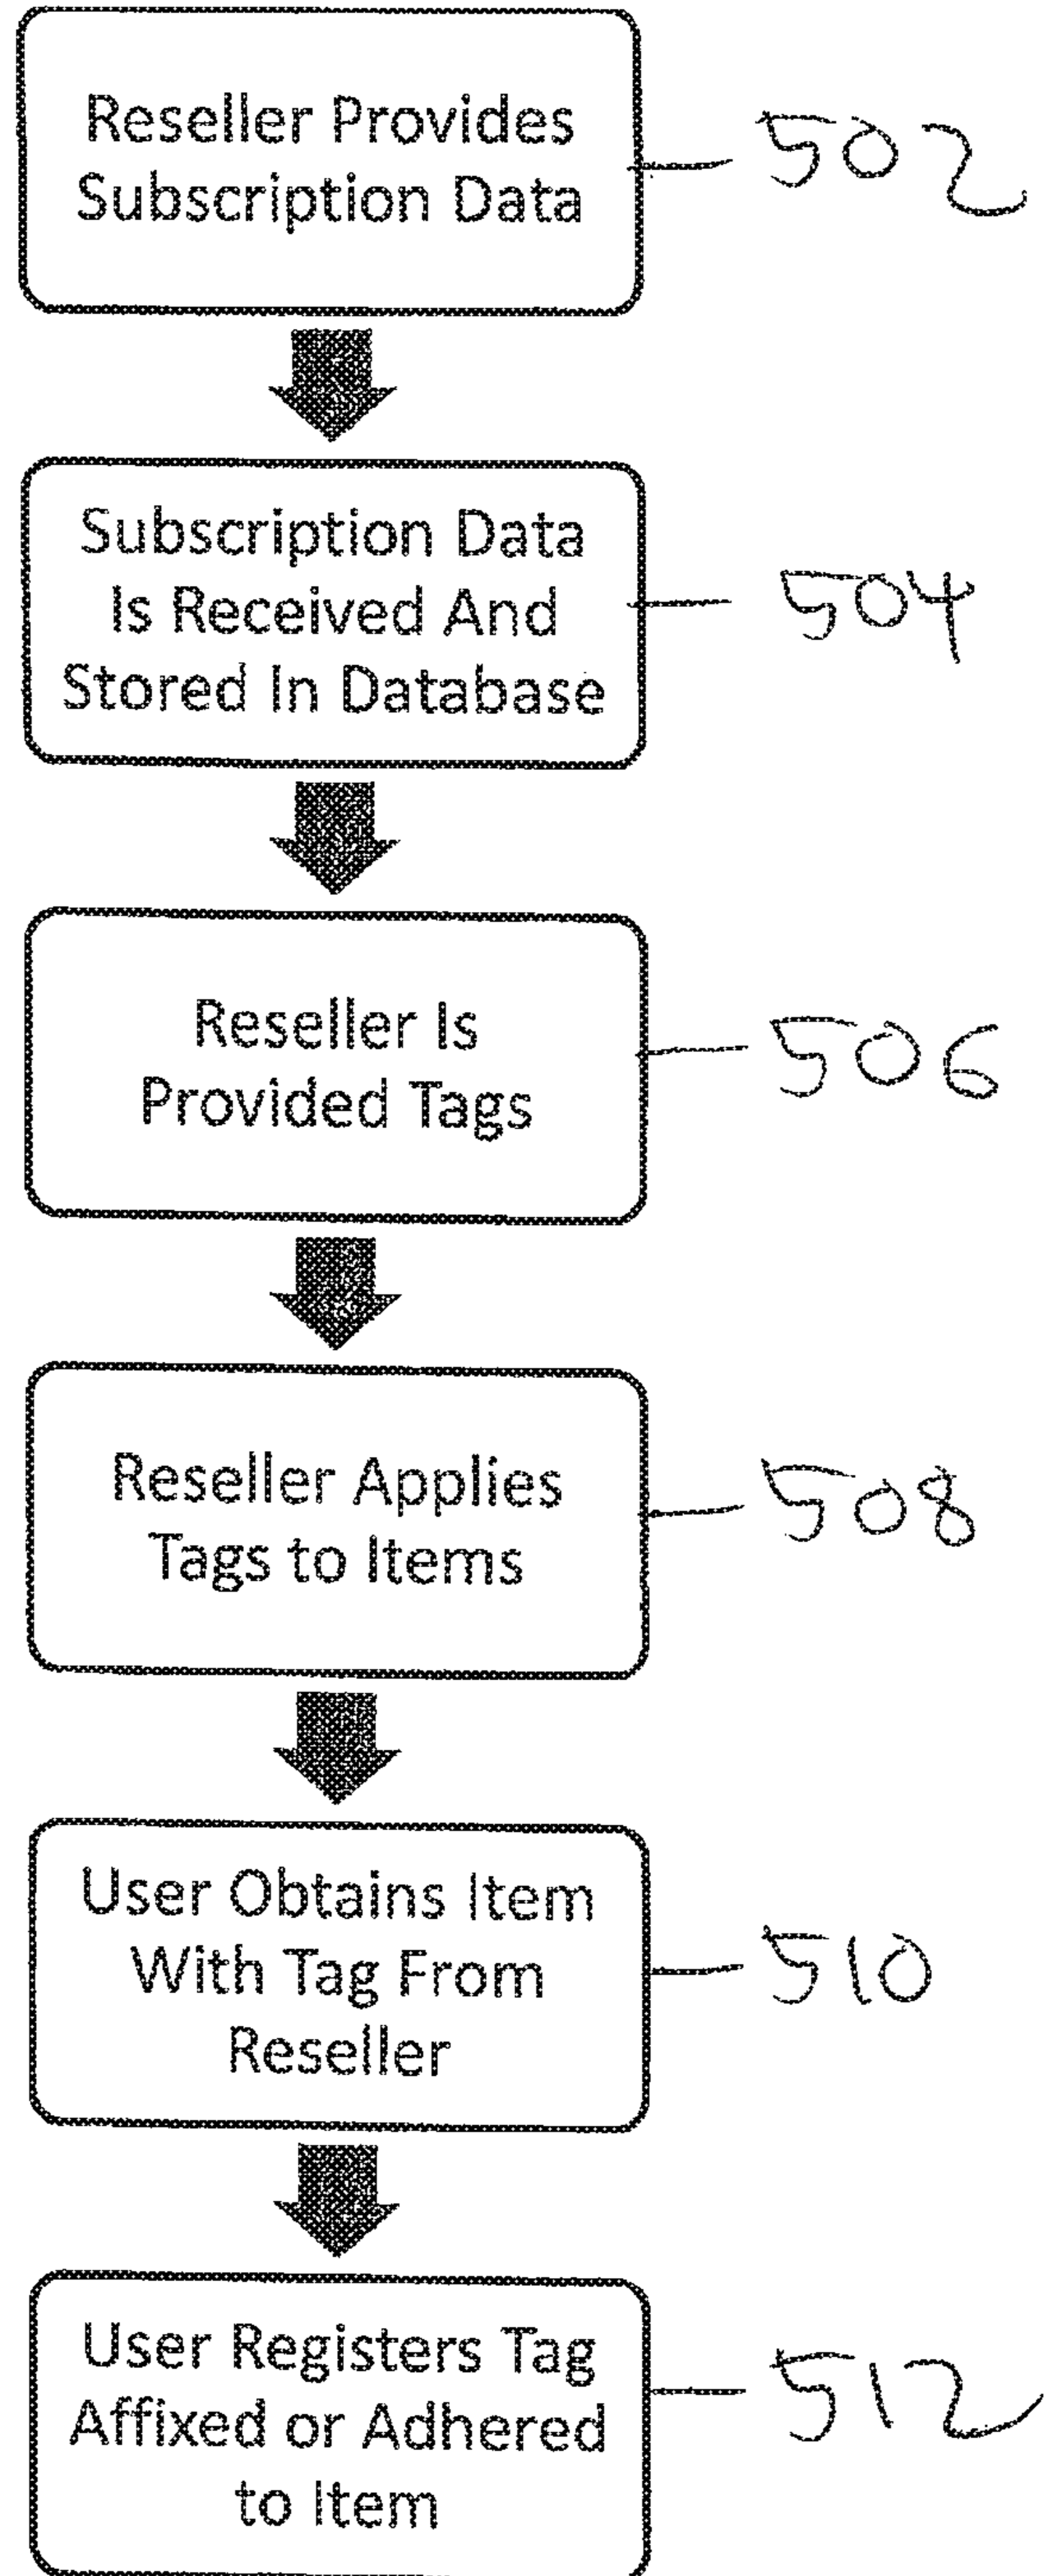 Reseller Provides
Subscription Data
502
Subscription Data
Is Received And
Stored In Database
504
Reseller Is
Provided Tags
506
Reseller Applies
Tags to Items
508
User Obtains Item
With Tag From
Reseller
510
User Registers Tag
Affixed or Adhered
to Item
512